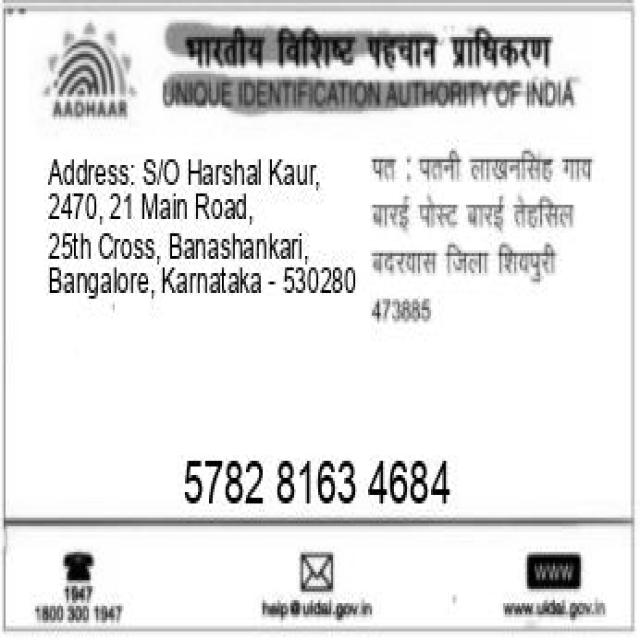 भारतीय विशिष्ट पहचान प्राधिकरण
AADHAAR
UNIQUE IDENTIFICATION AUTHORITY OF INDIA
Address: S/O Harshal Kaur,
2470, 21 Main Road,
25th Cross, Banashankari,
Bangalore, Karnataka - 530280
पत : पतनी लाखनसिंह गाय
बारई पोस्ट बारई तेहसिल
बदरवास जिला शिवपुरी
473885
5782 8163 4684
1947
1800 300 1947
help@uidai.gov.in
www
www.uidai.gov.in